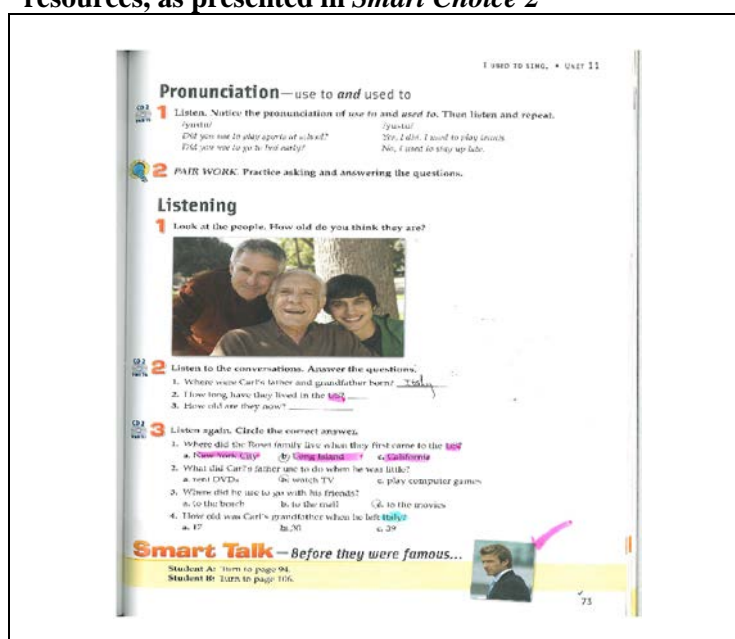 resources, as presented in Smart Choice 2
I USED TO SING. • UNIT 11
Pronunciation—use to and used to
CD 2
1 Listen. Notice the pronunciation of use to and used to. Then listen and repeat.
/yustu/ /yustu/
Did you use to play sports at school? Yes, I did. I used to play tennis.
Did you use to go to bed early? No, I used to stay up late.
2 PAIR WORK. Practice asking and answering the questions.
Listening
1 Look at the people. How old do you think they are?
CD 2
2 Listen to the conversations. Answer the questions.
1. Where were Carl's father and grandfather born? Italy
2. How long have they lived in the
3. How old are they now?
CD 2
3 Listen again. Circle the correct answer.
1. Where did the Rossi family live when they first came to the
a. New York City b. Long Island c. California
2. What did Carl's father use to do when he was little?
a. rent DVDs b. watch TV c. play computer games
3. Where did he use to go with his friends?
a. to the beach b. to the mall c. to the movies
4. How old was Carl's grandfather when he left Italy?
a. 17 b. 30 c. 39
Smart Talk—Before they were famous...
Student A: Turn to page 94.
Student B: Turn to page 106.
73